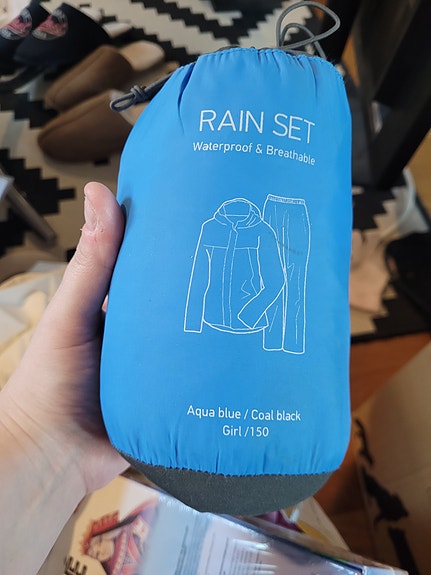 RAIN SET
Waterproof & Breathable
Aqua blue / Coal black
Girl /150